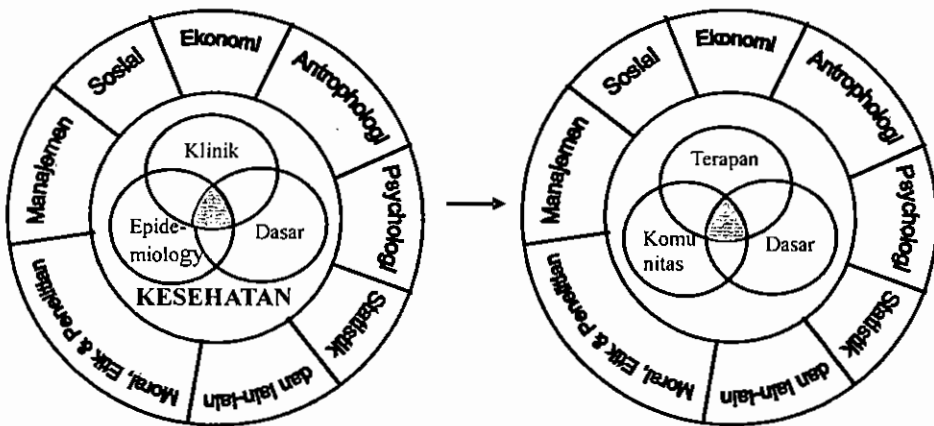 Manajemen
Sosial
Ekonomi
Antrophologi
Psychologi
Statistik
dan lain-lain
Moral, Etik & Penelitian
Klinik
Epide-
miology
Dasar
KESEHATAN
Manajemen
Sosial
Ekonomi
Antrophologi
Psychologi
Statistik
dan lain-lain
Moral, Etik & Penelitian
Terapan
Komu
nitas
Dasar